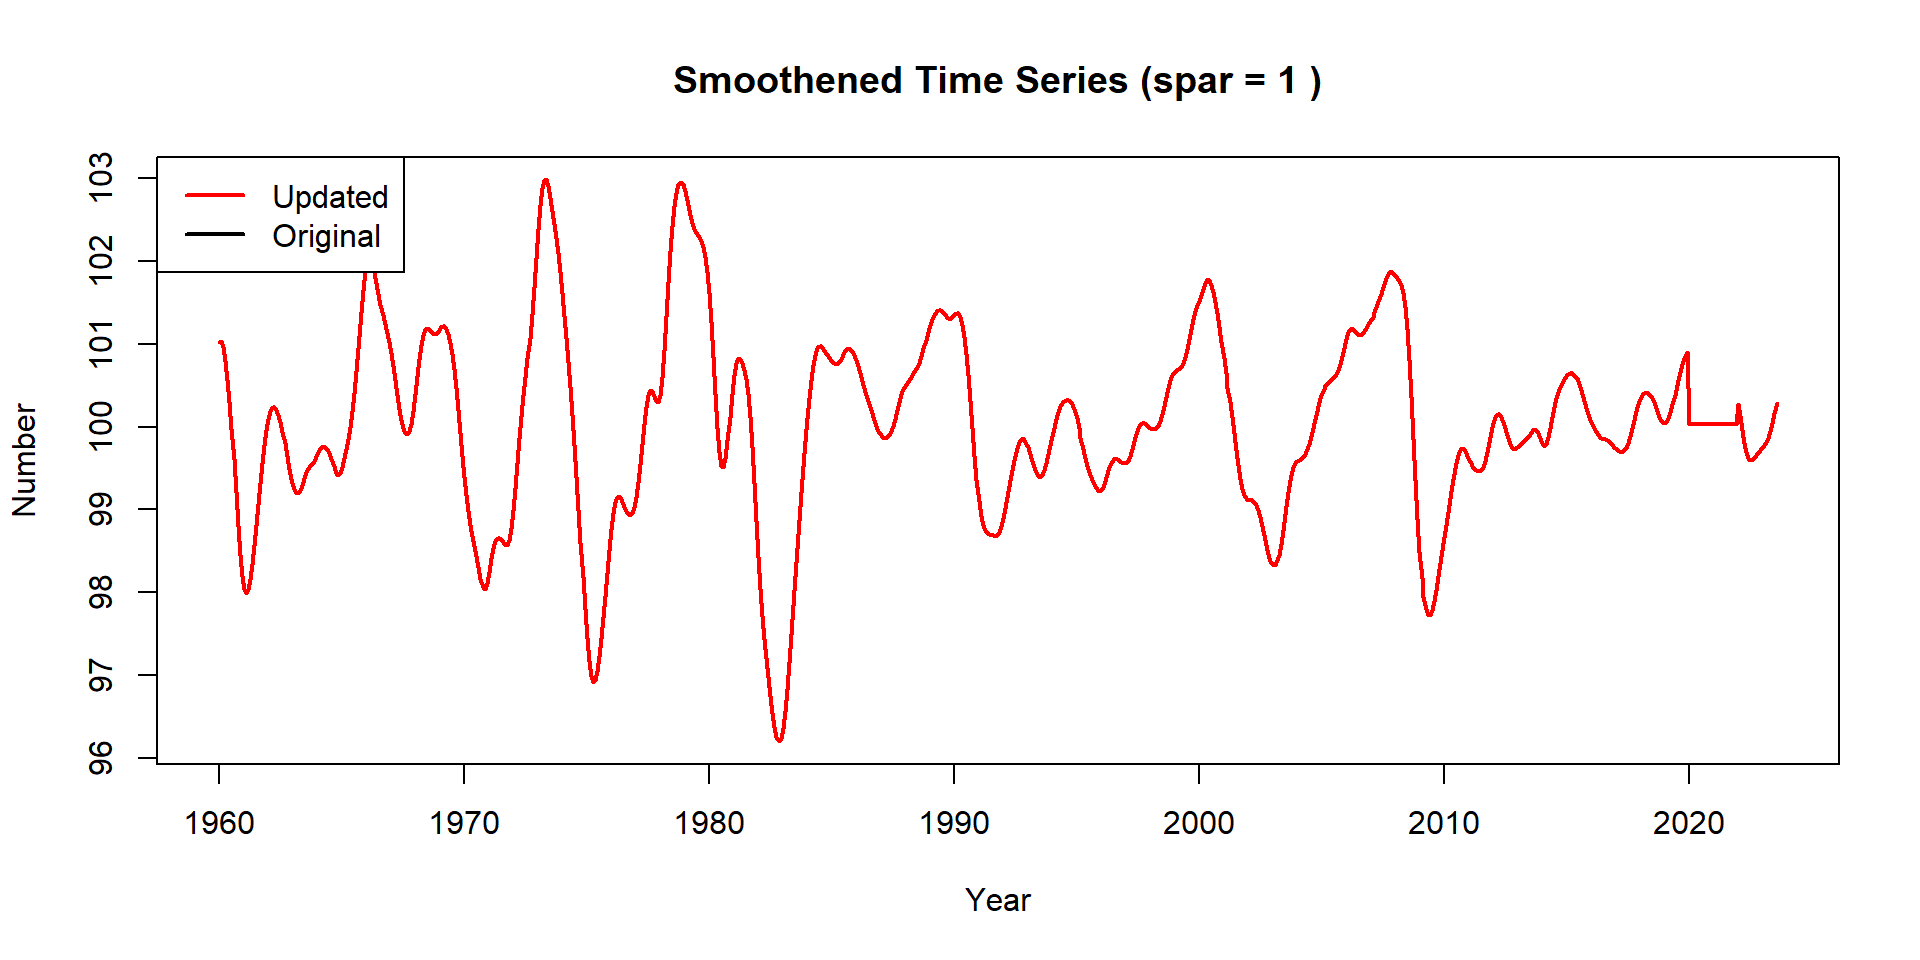 Smoothened Time Series (spar = 1 )
Updated
Original
103
102
101
100
99
98
97
96
Number
1960 1970 1980 1990 2000 2010 2020
Year